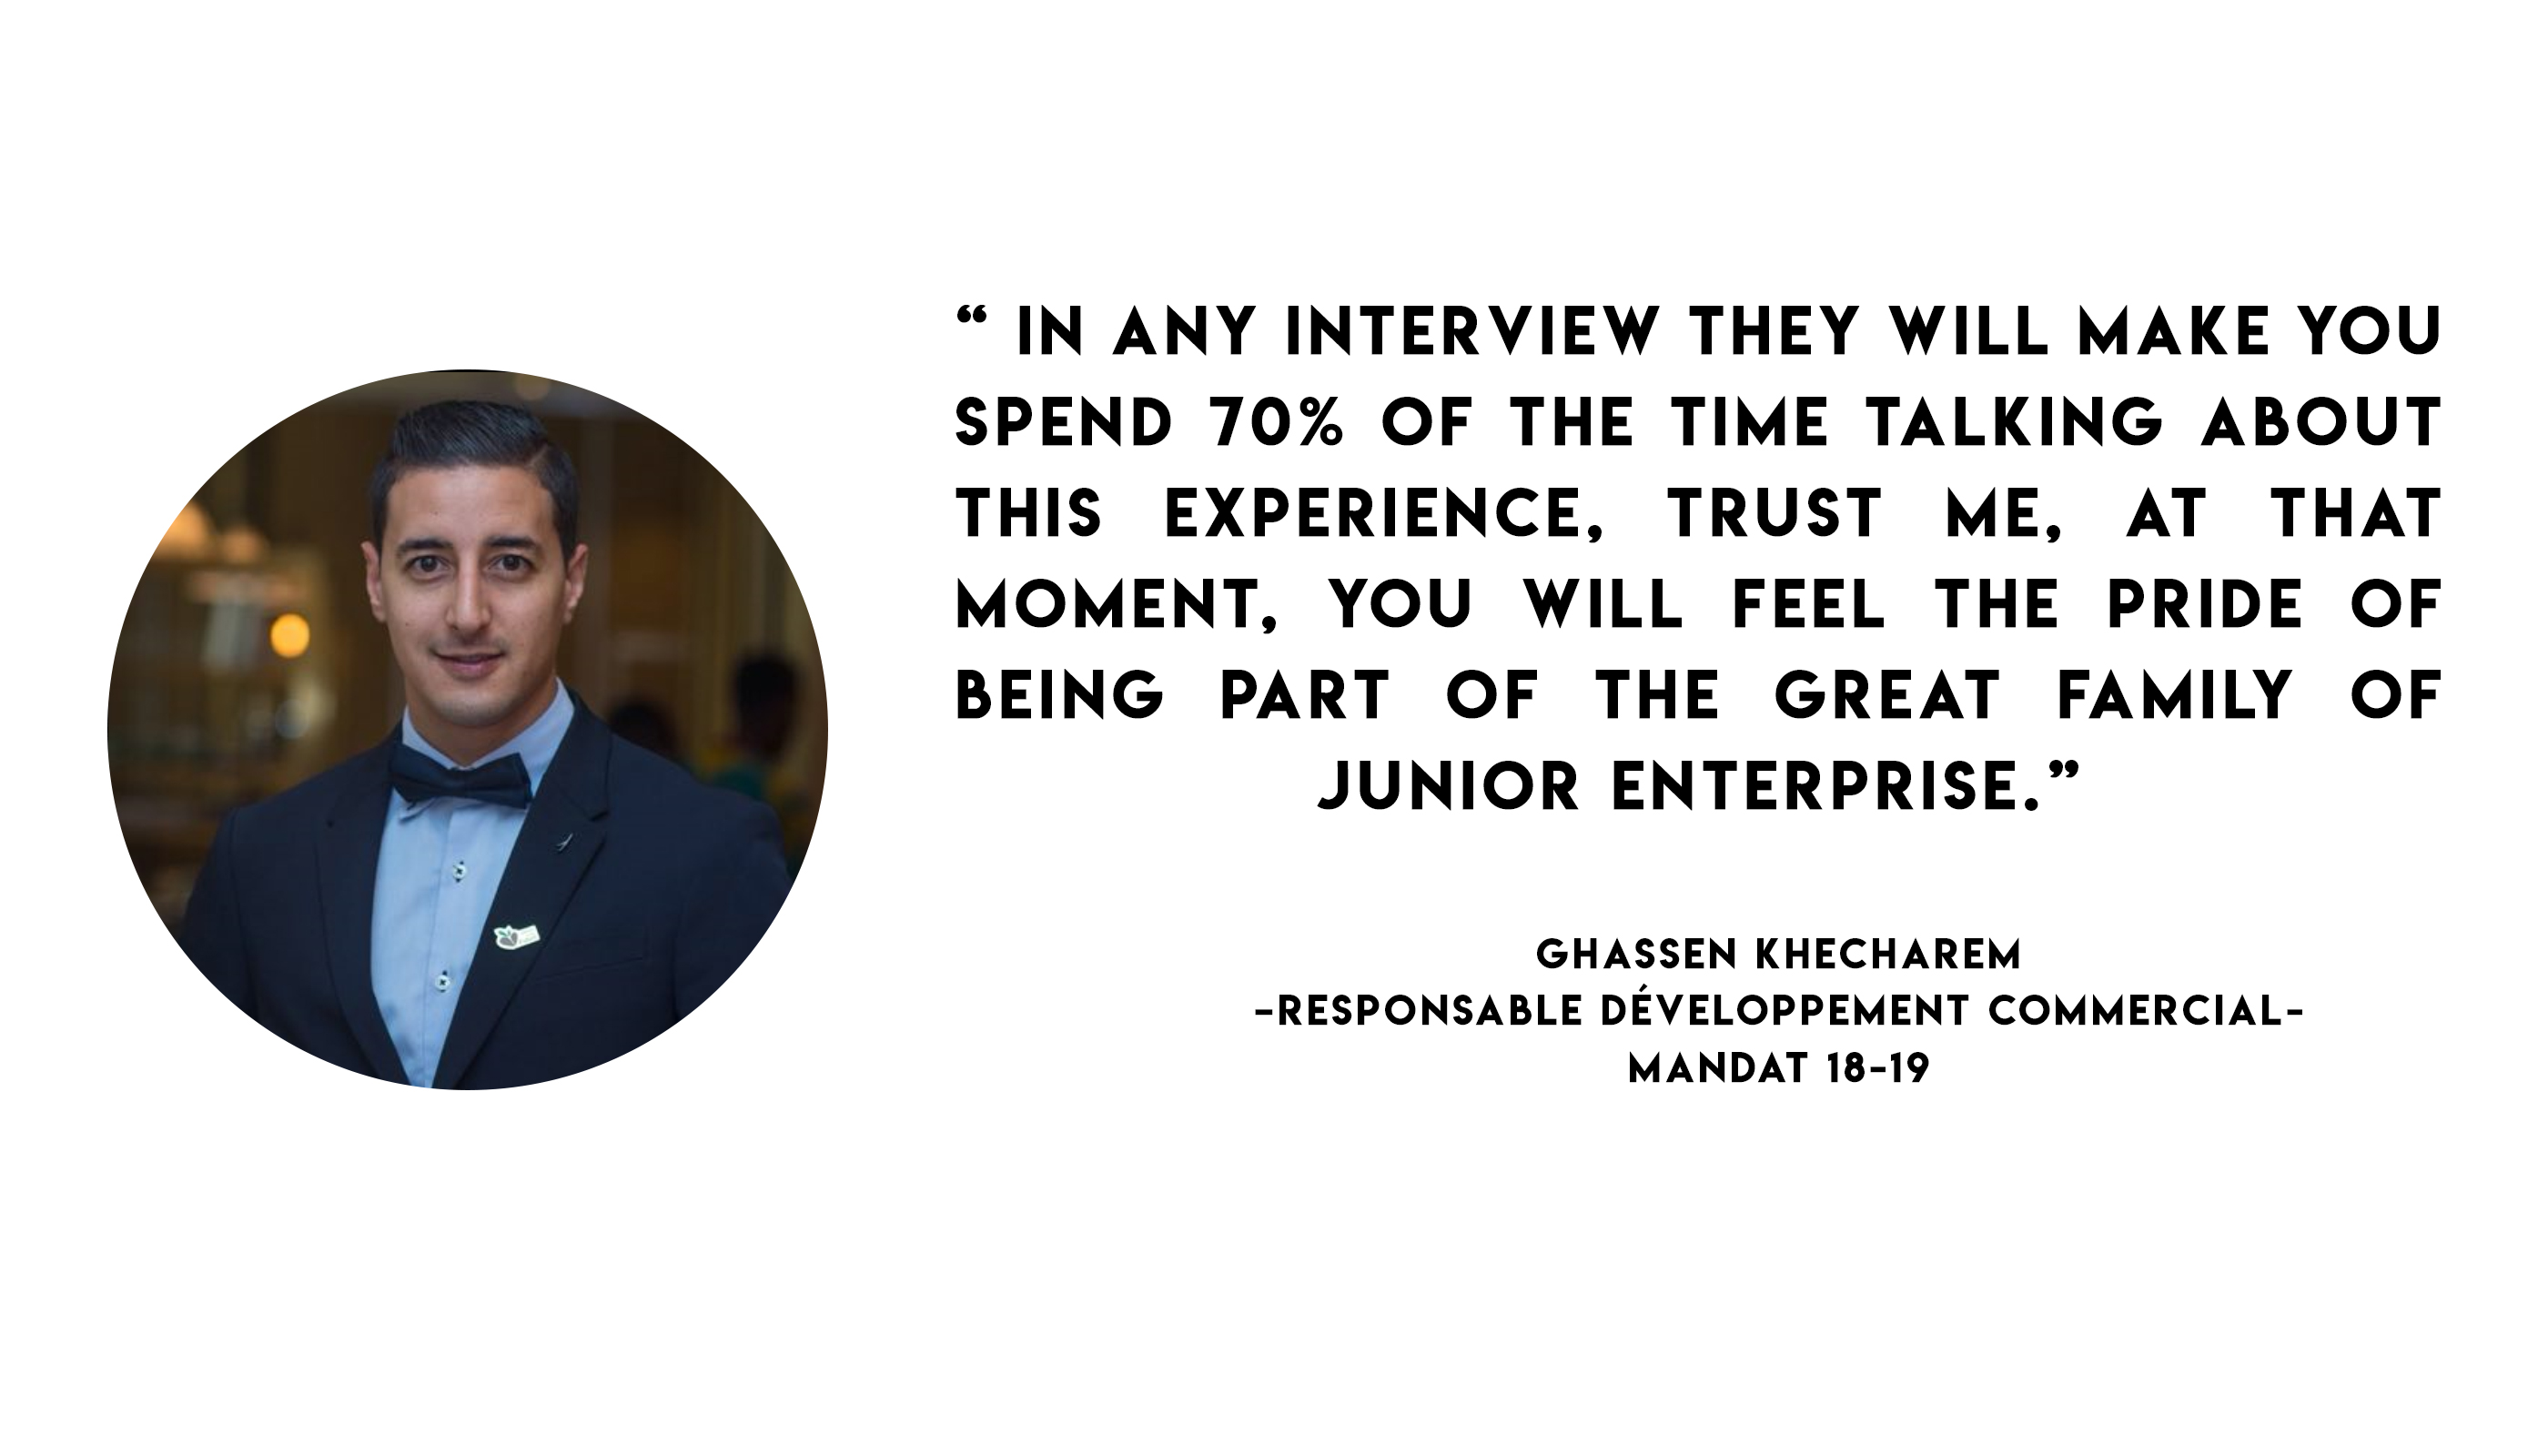 “ IN ANY INTERVIEW THEY WILL MAKE YOU
SPEND 70% OF THE TIME TALKING ABOUT
THIS EXPERIENCE, TRUST ME, AT THAT
MOMENT, YOU WILL FEEL THE PRIDE OF
BEING PART OF THE GREAT FAMILY OF
JUNIOR ENTERPRISE.”
GHASSEN KHECHAREM
-RESPONSABLE DÉVELOPPEMENT COMMERCIAL-
MANDAT 18-19